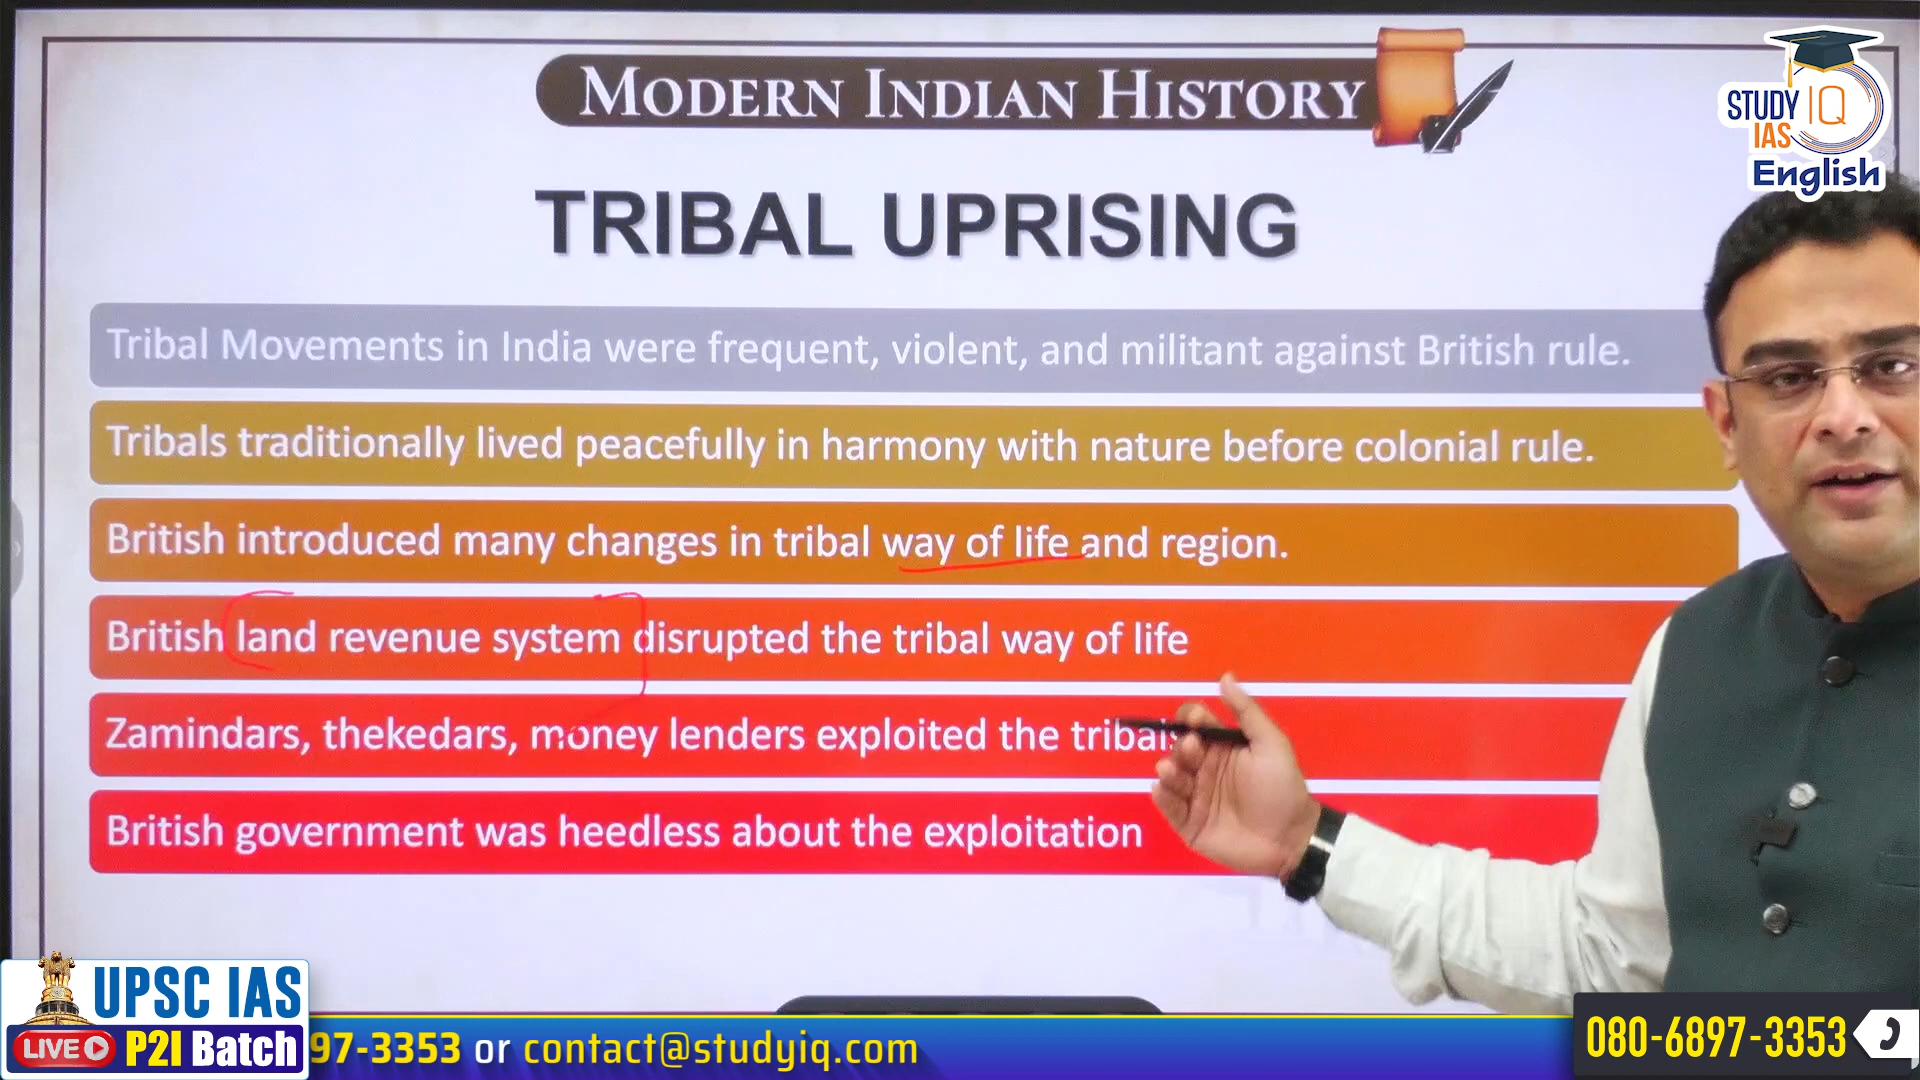 MODERN INDIAN HISTORY
STUDY IQ
IAS
English
TRIBAL UPRISING
Tribal Movements in India were frequent, violent, and militant against British rule.
Tribals traditionally lived peacefully in harmony with nature before colonial rule.
British introduced many changes in tribal way of life and region.
British land revenue system disrupted the tribal way of life
Zamindars, thekedars, money lenders exploited the tribals
British government was heedless about the exploitation
UPSC IAS
LIVE P2I Batch
97-3353 or contact@studyiq.com
080-6897-3353